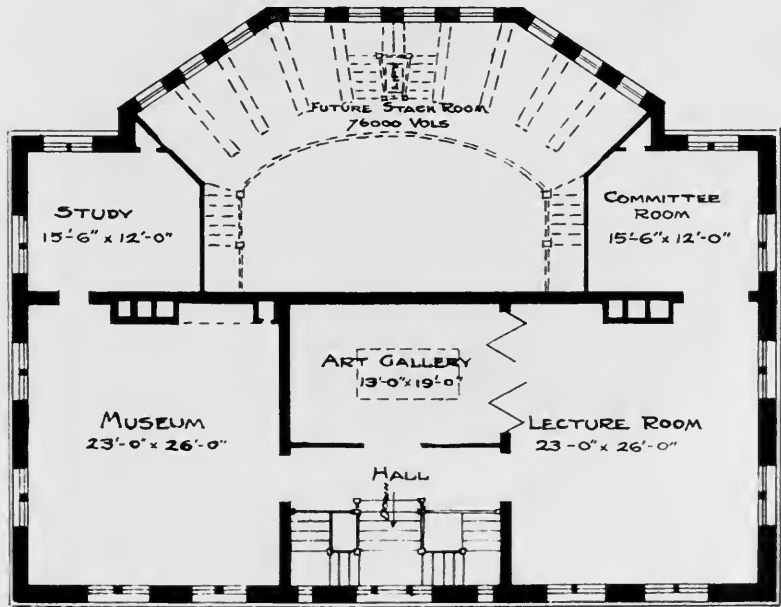 FUTURE STACK ROOM
76000 VOLS
STUDY
15'-6" x 12'-0"
COMMITTEE
ROOM
15'-6" x 12'-0"
ART GALLERY
13'-0" x 19'-0"
MUSEUM
23'-0" x 26'-0"
LECTURE ROOM
23-0" x 26'-0"
HALL